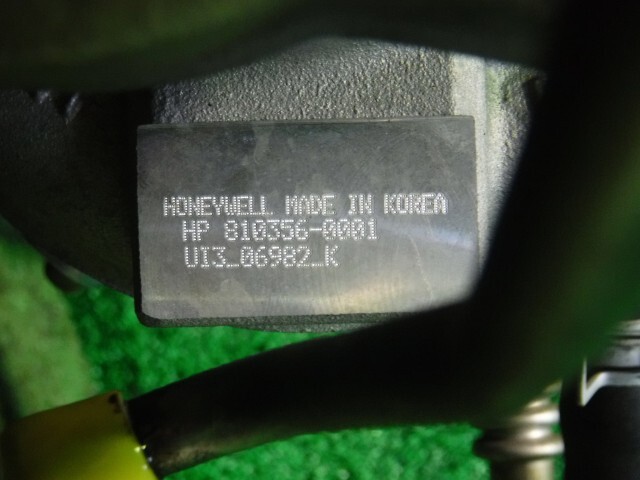 HONEYWELL MADE IN KOREA
HP 810356-0001
UI3_06982_K